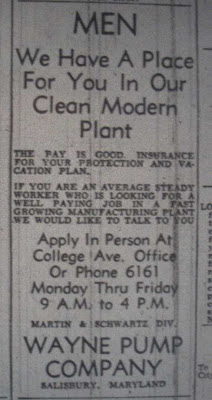 MEN
We Have A Place
For You In Our
Clean Modern
Plant
THE PAY IS GOOD. INSURANCE
FOR YOUR PROTECTION AND VA-
CATION PLAN.
IF YOU ARE AN AVERAGE STEADY
WORKER WHO IS LOOKING FOR A
WELL PAYING JOB IN A FAST
GROWING MANUFACTURING PLANT
WE WOULD LIKE TO TALK TO YOU
Apply In Person At
College Ave. Office
Or Phone 6161
Monday Thru Friday
9 A.M. to 4 P.M.
MARTIN & SCHWARTZ DIV.
WAYNE PUMP
COMPANY
SALISBURY, MARYLAND